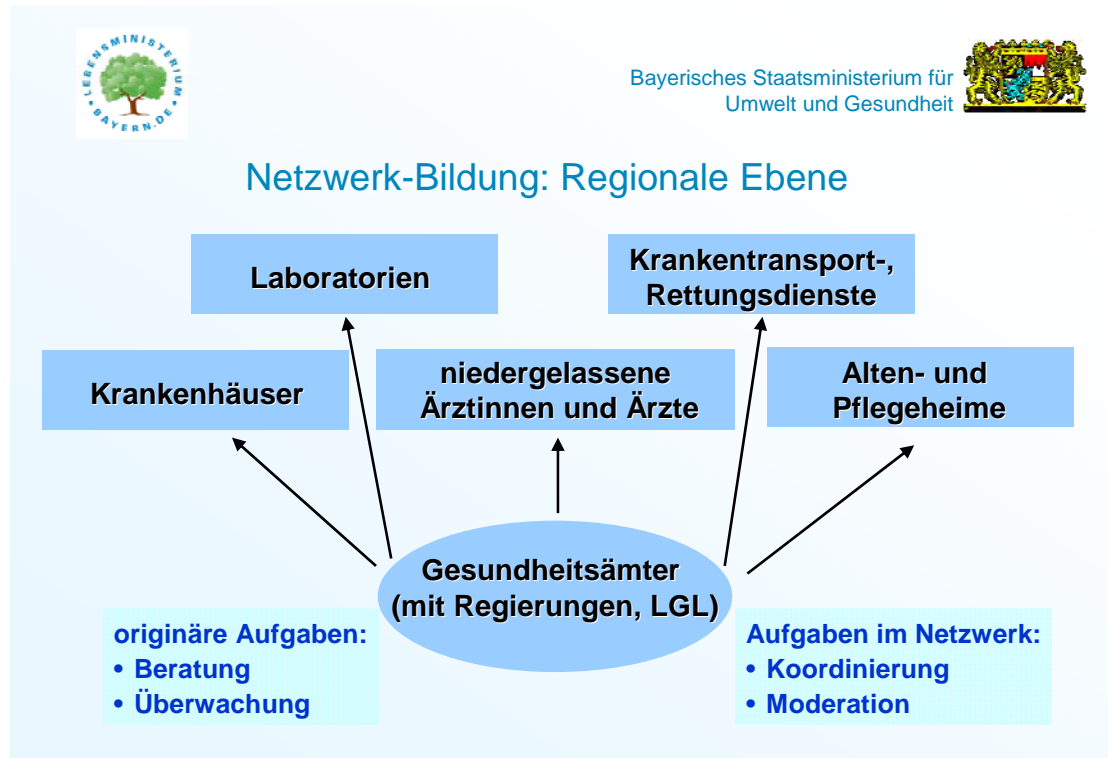 LEBENSMINISTERIUM
BAYERN.DE
Bayerisches Staatsministerium für
Umwelt und Gesundheit
Netzwerk-Bildung: Regionale Ebene
Laboratorien
Krankentransport-,
Rettungsdienste
Krankenhäuser
niedergelassene
Ärztinnen und Ärzte
Alten- und
Pflegeheime
Gesundheitsämter
(mit Regierungen, LGL)
originäre Aufgaben:
• Beratung
• Überwachung
Aufgaben im Netzwerk:
• Koordinierung
• Moderation